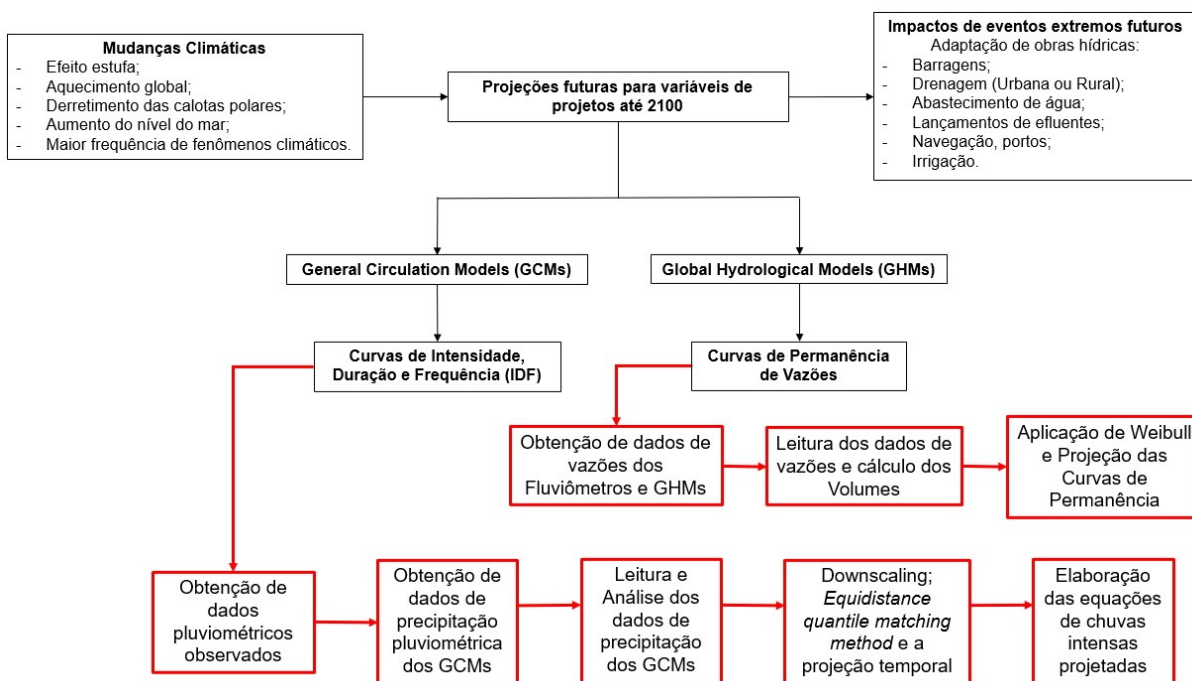 Mudanças Climáticas
- Efeito estufa;
- Aquecimento global;
- Derretimento das calotas polares;
- Aumento do nível do mar;
- Maior frequência de fenômenos climáticos.
Projeções futuras para variáveis de
projetos até 2100
Impactos de eventos extremos futuros
Adaptação de obras hídricas:
- Barragens;
- Drenagem (Urbana ou Rural);
- Abastecimento de água;
- Lançamentos de efluentes;
- Navegação, portos;
- Irrigação.
General Circulation Models (GCMs)
Global Hydrological Models (GHMs)
Curvas de Intensidade,
Duração e Frequência (IDF)
Curvas de Permanência
de Vazões
Obtenção de dados de
vazões dos
Fluviômetros e GHMs
Leitura dos dados de
vazões e cálculo dos
Volumes
Aplicação de Weibull
e Projeção das
Curvas de
Permanência
Obtenção de
dados
pluviométricos
observados
Obtenção de
dados de
precipitação
pluviométrica
dos GCMs
Leitura e
Análise dos
dados de
precipitação
dos GCMs
Downscaling;
Equidistance
quantile matching
method e a
projeção temporal
Elaboração
das equações
de chuvas
intensas
projetadas